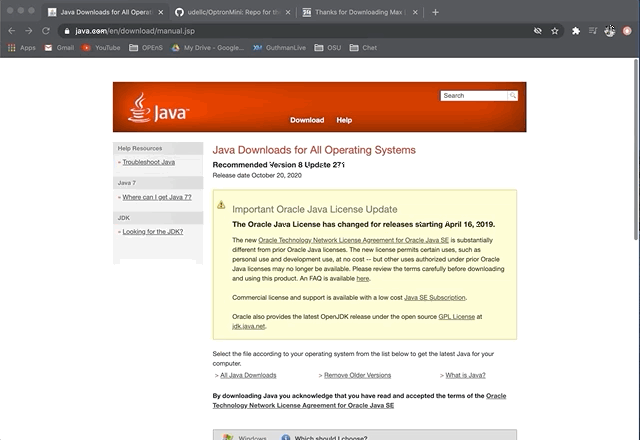 Java Downloads for All Operat
udellc/OptronMini: Repo for th
Thanks for Downloading Max
java.com/en/download/manual.jsp
Apps
Gmail
YouTube
OPEnS
My Drive - Google...
GuthmanLive
OSU
Chet
Java™
Search
Download Help
Help Resources
» Troubleshoot Java
Java 7
» Where can I get Java 7?
JDK
» Looking for the JDK?
Java Downloads for All Operating Systems
Recommended Version 8 Update 271
Release date October 20, 2020
Important Oracle Java License Update
The Oracle Java License has changed for releases starting April 16, 2019.
The new Oracle Technology Network License Agreement for Oracle Java SE is substantially
different from prior Oracle Java licenses. The new license permits certain uses, such as
personal use and development use, at no cost -- but other uses authorized under prior Oracle
Java licenses may no longer be available. Please review the terms carefully before downloading
and using this product. An FAQ is available here.
Commercial license and support is available with a low cost Java SE Subscription.
Oracle also provides the latest OpenJDK release under the open source GPL License at
jdk.java.net.
Select the file according to your operating system from the list below to get the latest Java for your
computer.
> All Java Downloads > Remove Older Versions > What is Java?
By downloading Java you acknowledge that you have read and accepted the terms of the Oracle
Technology Network License Agreement for Oracle Java SE
Windows Which should I choose?